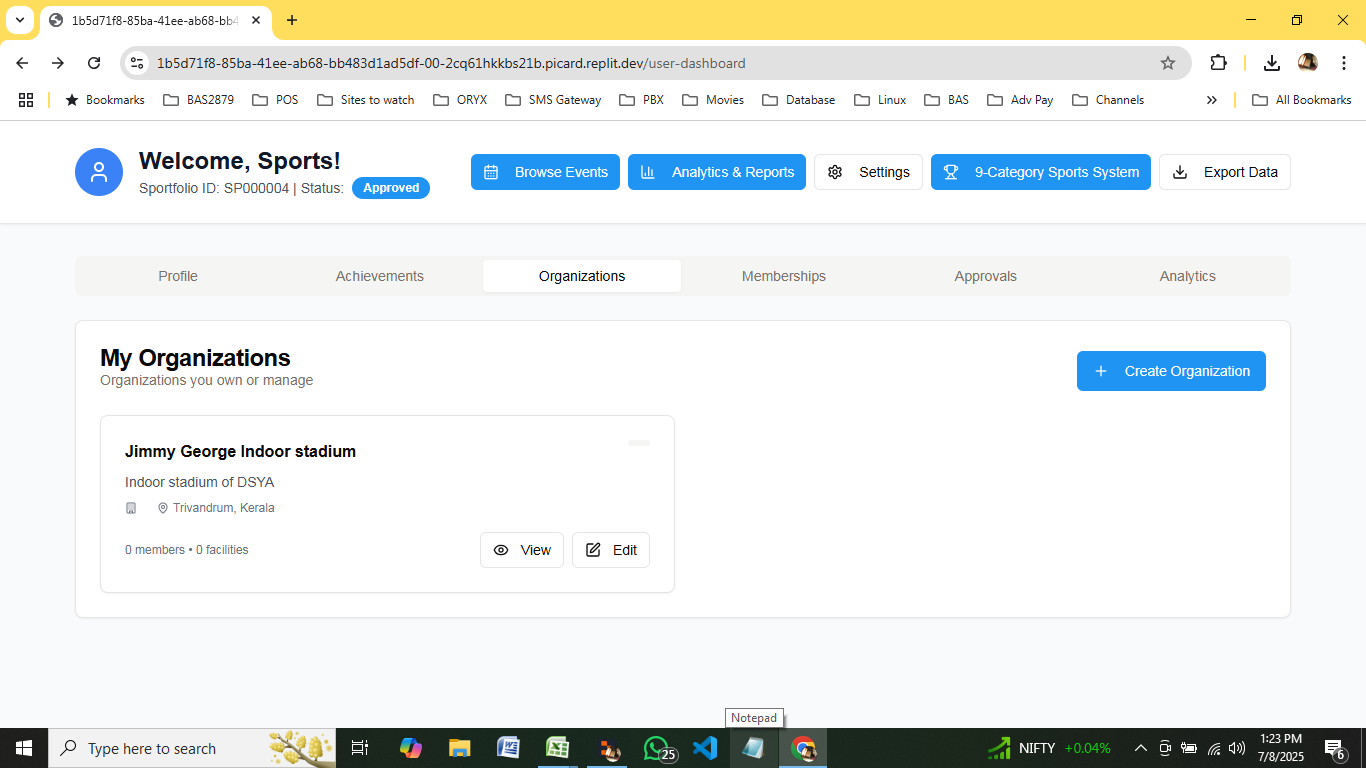 1b5d71f8-85ba-41ee-ab68-bb4
1b5d71f8-85ba-41ee-ab68-bb483d1ad5df-00-2cq61hkkbs21b.picard.replit.dev/user-dashboard
Bookmarks BAS2879 POS Sites to watch ORYX SMS Gateway PBX Movies Database Linux BAS Adv Pay Channels » All Bookmarks
Welcome, Sports!
Sportfolio ID: SP000004 | Status: Approved
Browse Events Analytics & Reports Settings 9-Category Sports System Export Data
Profile Achievements Organizations Memberships Approvals Analytics
My Organizations
Organizations you own or manage
Create Organization
Jimmy George Indoor stadium
Indoor stadium of DSYA
Trivandrum, Kerala
0 members • 0 facilities View Edit
Notepad
Type here to search
25
NIFTY +0.04%
1:23 PM
7/8/2025
6